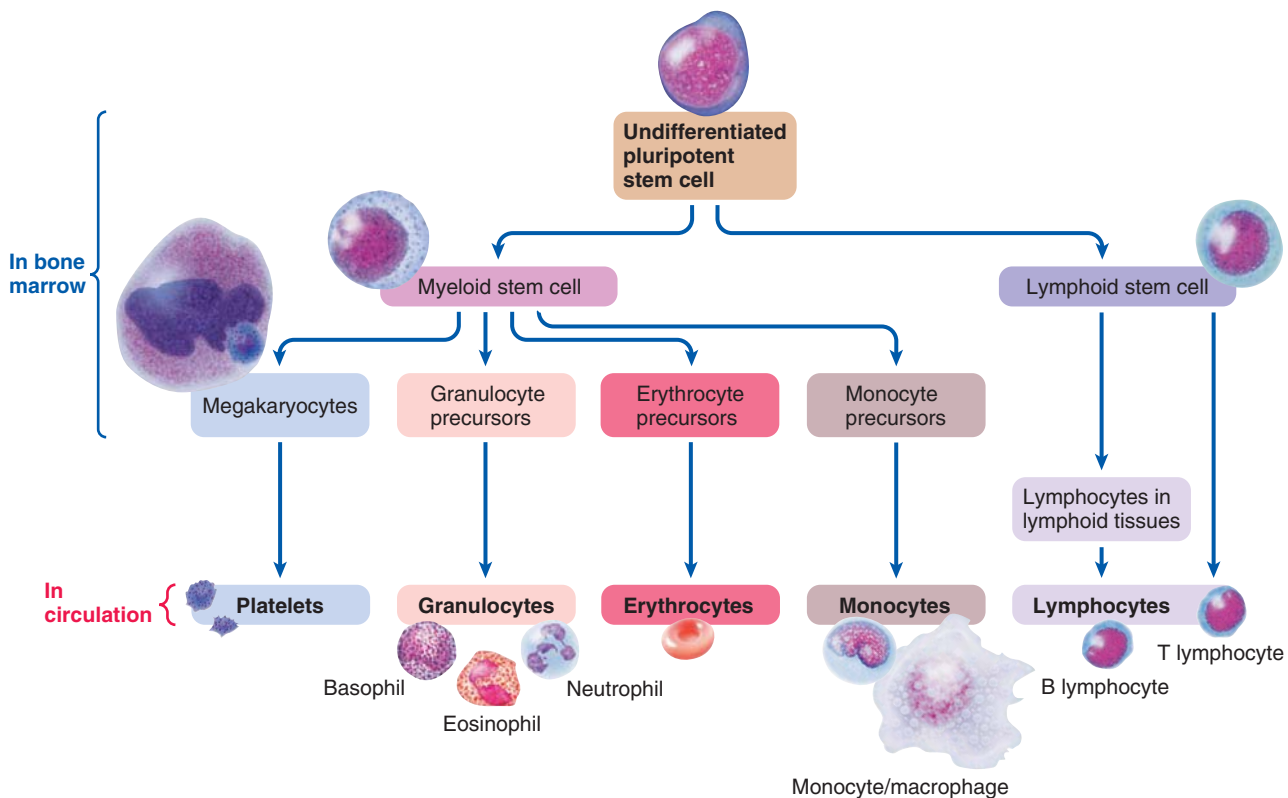 Undifferentiated
pluripotent
stem cell
In bone
marrow
Myeloid stem cell
Lymphoid stem cell
Megakaryocytes
Granulocyte
precursors
Erythrocyte
precursors
Monocyte
precursors
Lymphocytes in
lymphoid tissues
In
circulation
Platelets
Granulocytes
Erythrocytes
Monocytes
Lymphocytes
Basophil
Eosinophil
Neutrophil
Monocyte/macrophage
B lymphocyte
T lymphocyte